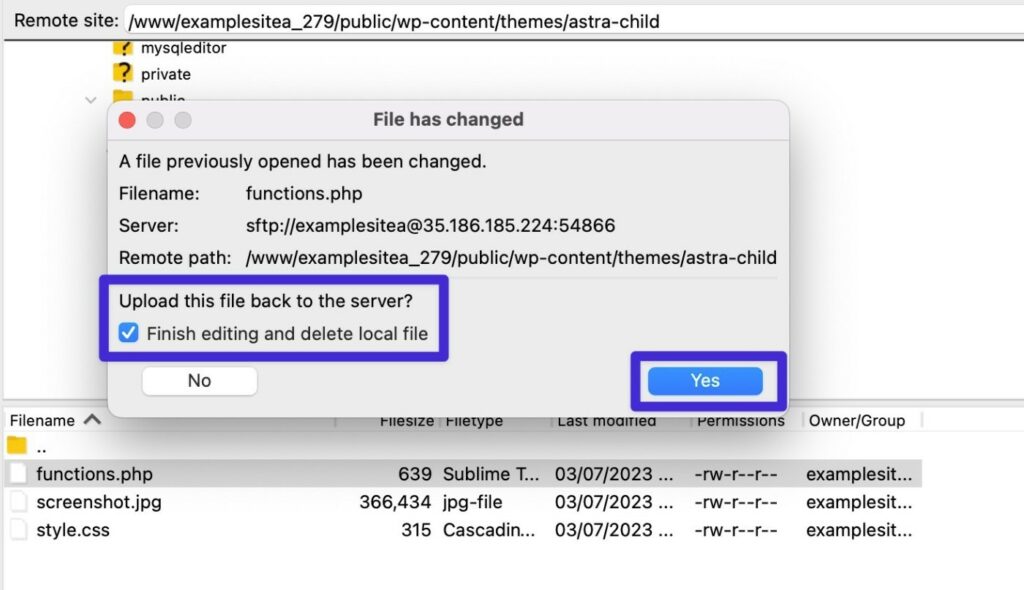 Remote site: /www/examplesitea_279/public/wp-content/themes/astra-child
mysqleditor
private
public
File has changed
A file previously opened has been changed.
Filename: functions.php
Server: sftp://examplesitea@35.186.185.224:54866
Remote path: /www/examplesitea_279/public/wp-content/themes/astra-child
Upload this file back to the server?
Finish editing and delete local file
No Yes
Filename Filesize Filetype Last modified Permissions Owner/Group
..
functions.php 639 Sublime T... 03/07/2023 ... -rw-r--r-- examplesit...
screenshot.jpg 366,434 jpg-file 03/07/2023 ... -rw-r--r-- examplesit...
style.css 315 Cascadin... 03/07/2023 ... -rw-r--r-- examplesit...